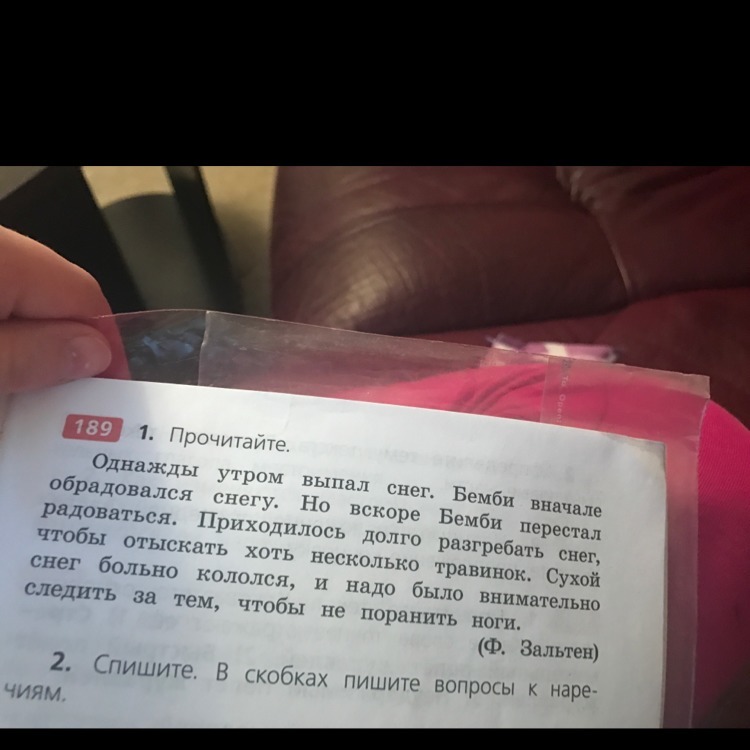 189 1. Прочитайте.
Однажды утром выпал снег. Бемби вначале
обрадовался снегу. Но вскоре Бемби перестал
радоваться. Приходилось долго разгребать снег,
чтобы отыскать хоть несколько травинок. Сухой
снег больно кололся, и надо было внимательно
следить за тем, чтобы не поранить ноги.
(Ф. Зальтен)
2. Спишите. В скобках пишите вопросы к наре-
чиям.